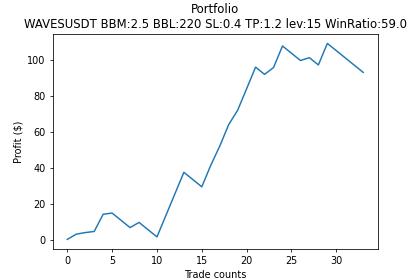 Portfolio
WAVESUSDT BBM:2.5 BBL:220 SL:0.4 TP:1.2 lev:15 WinRatio:59.0
100
80
60
40
20
0
Profit ($)
0 5 10 15 20 25 30
Trade counts